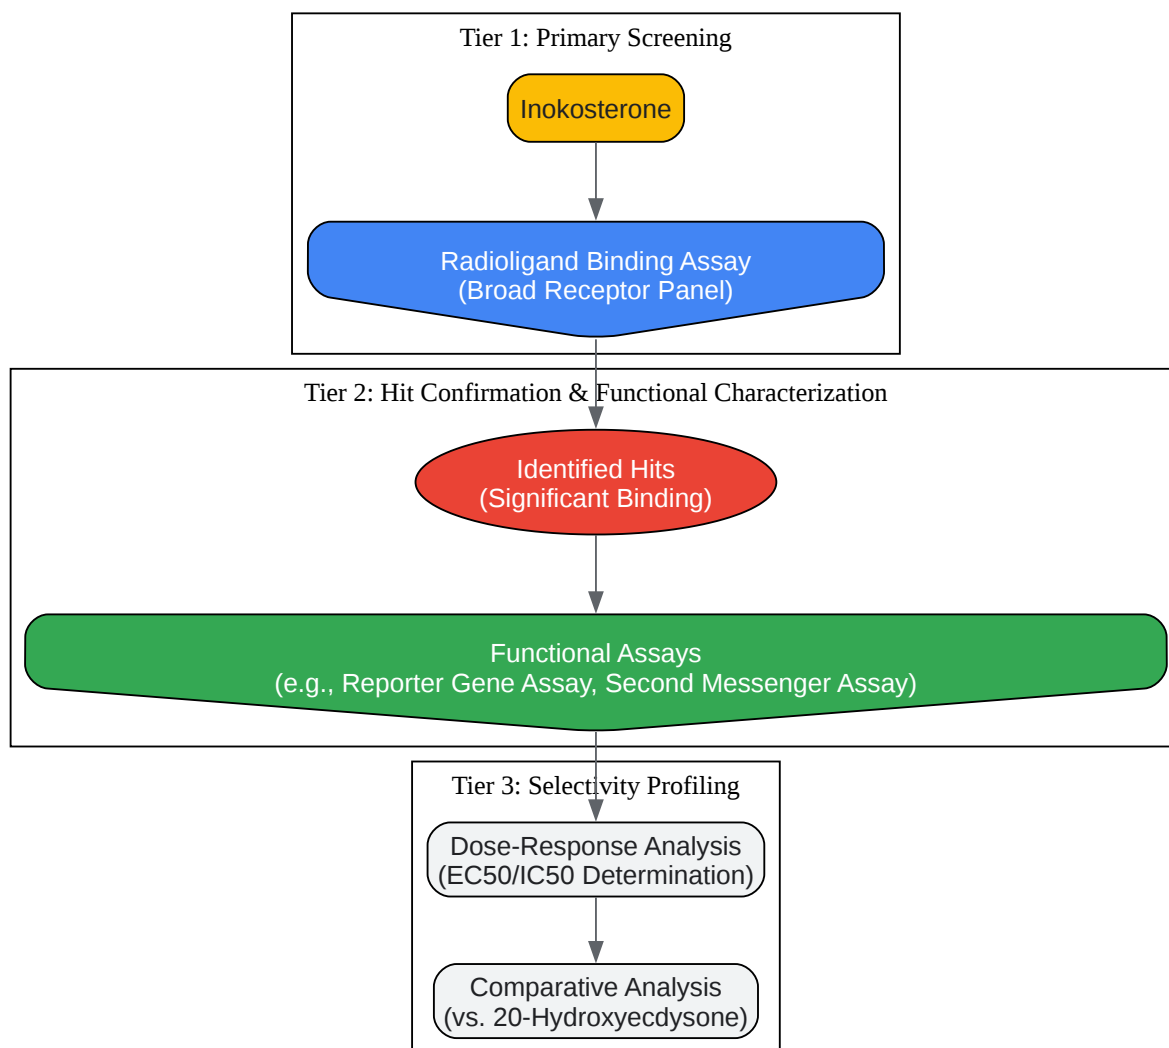 Tier 1: Primary Screening
Inokosterone
Radioligand Binding Assay
(Broad Receptor Panel)
Tier 2: Hit Confirmation & Functional Characterization
Identified Hits
(Significant Binding)
Functional Assays
(e.g., Reporter Gene Assay, Second Messenger Assay)
Tier 3: Selectivity Profiling
Dose-Response Analysis
(EC50/IC50 Determination)
Comparative Analysis
(vs. 20-Hydroxyecdysone)